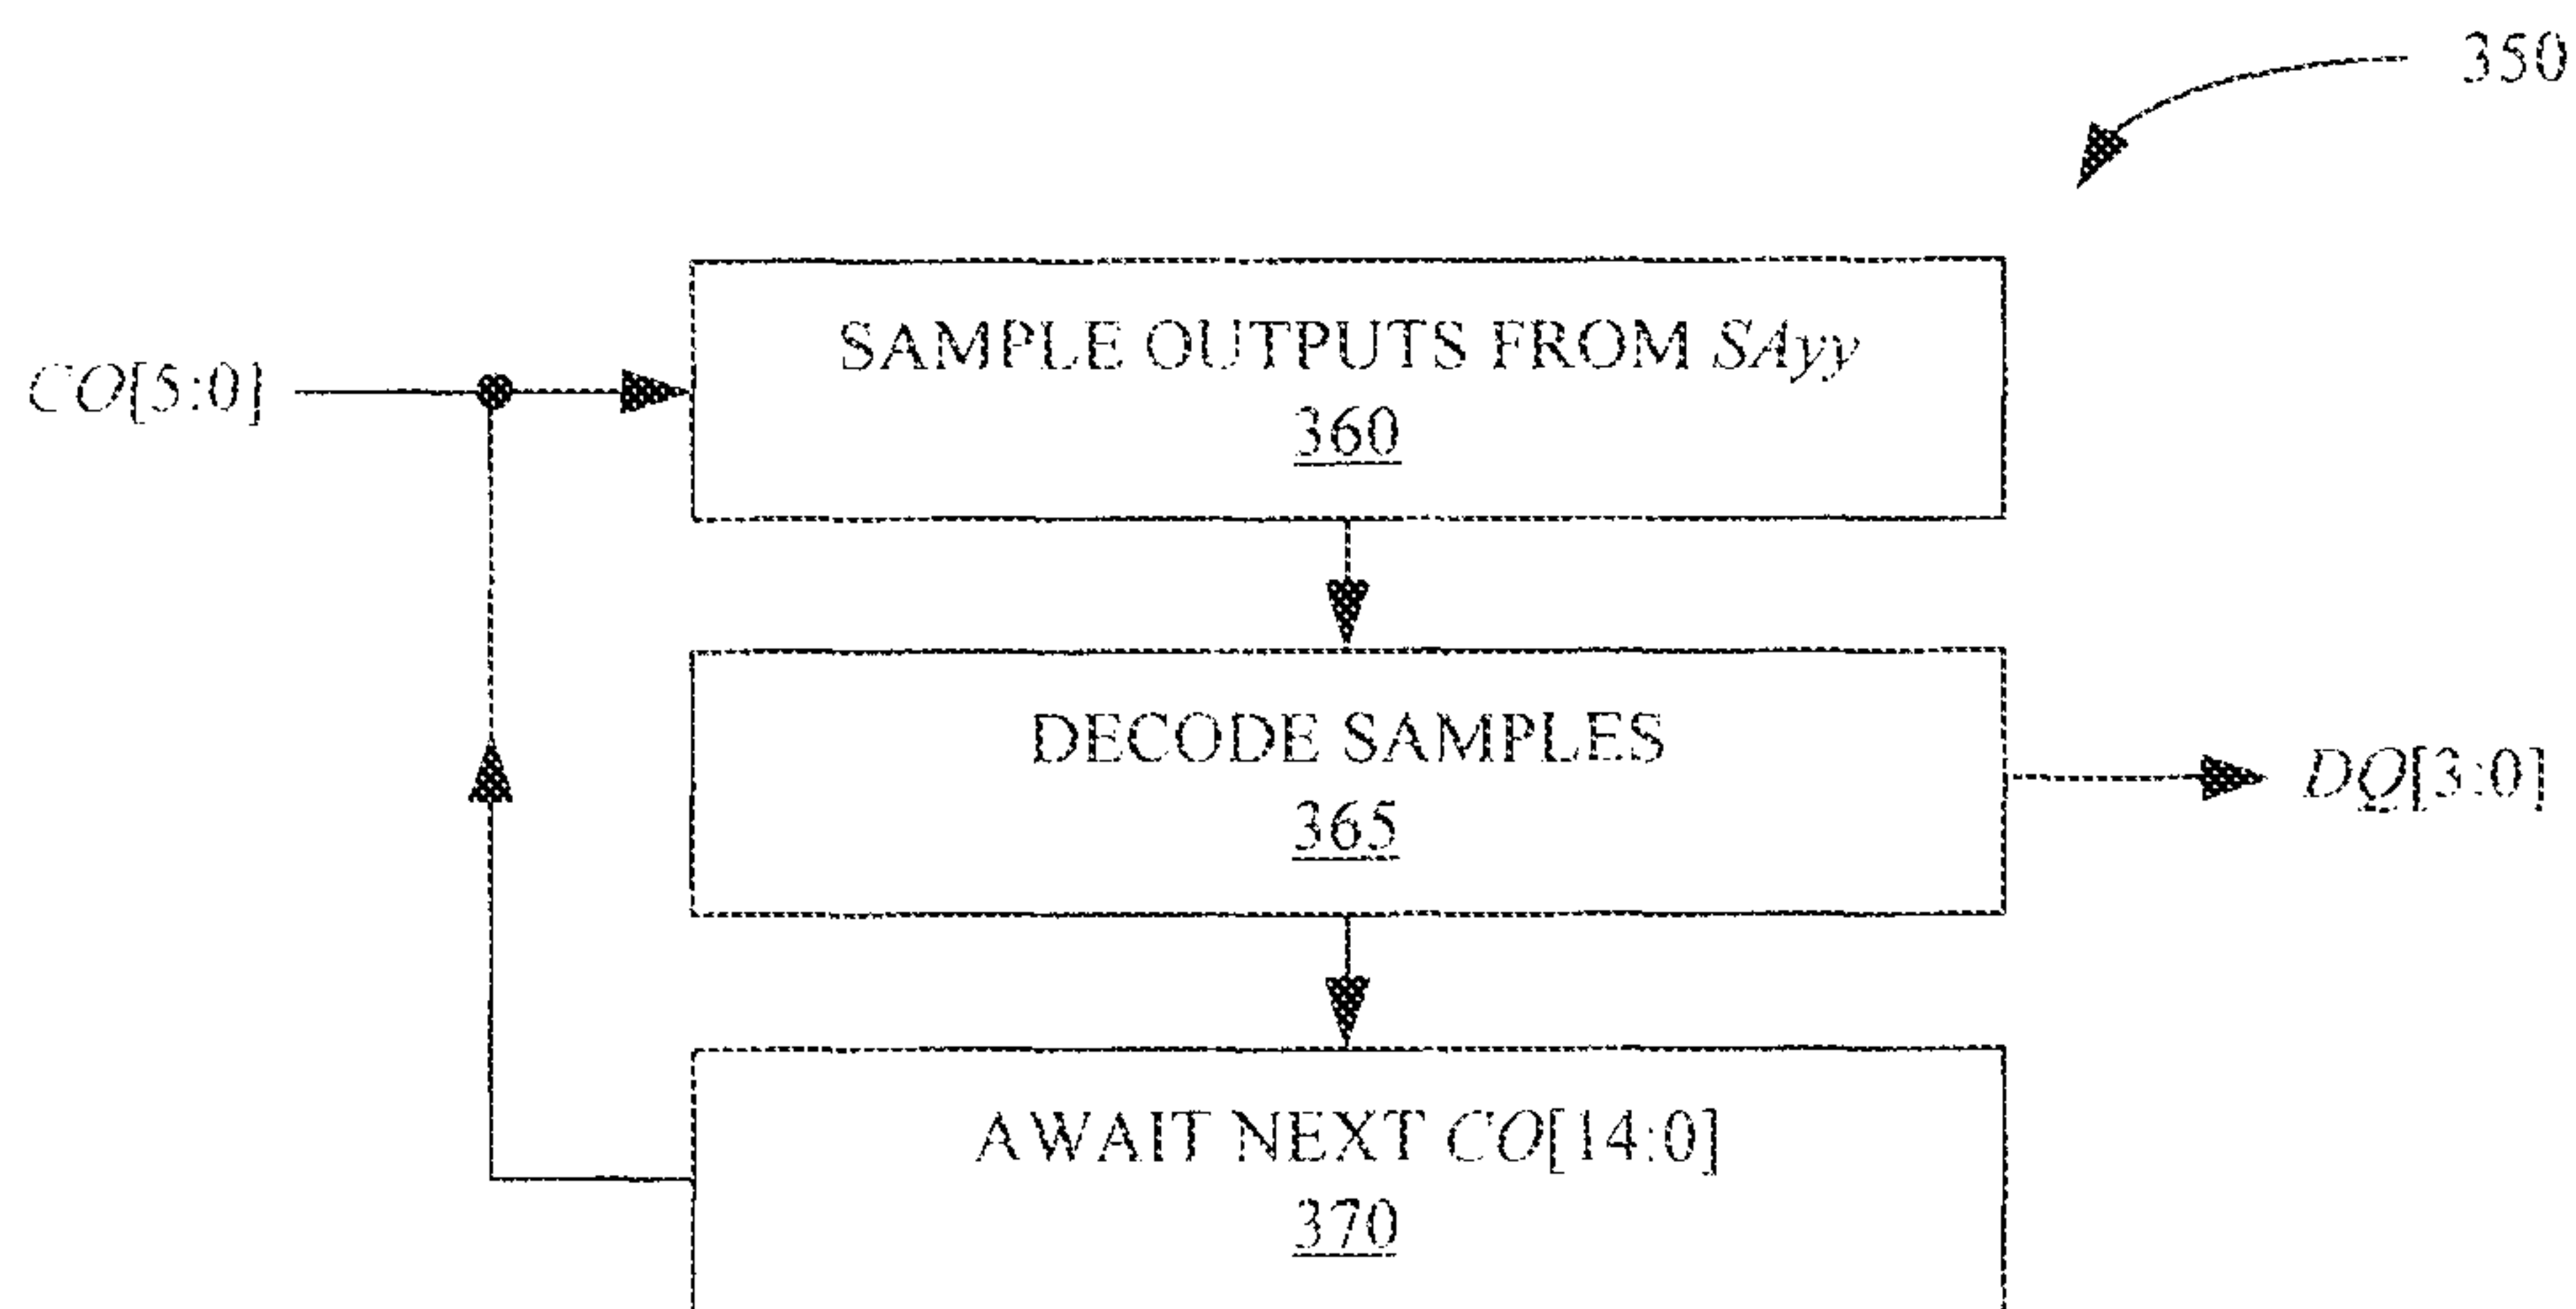 350
SAMPLE OUTPUTS FROM SAyy
360
CO[5:0]
DECODE SAMPLES
365
DQ[3:0]
AWAIT NEXT CO[14:0]
370